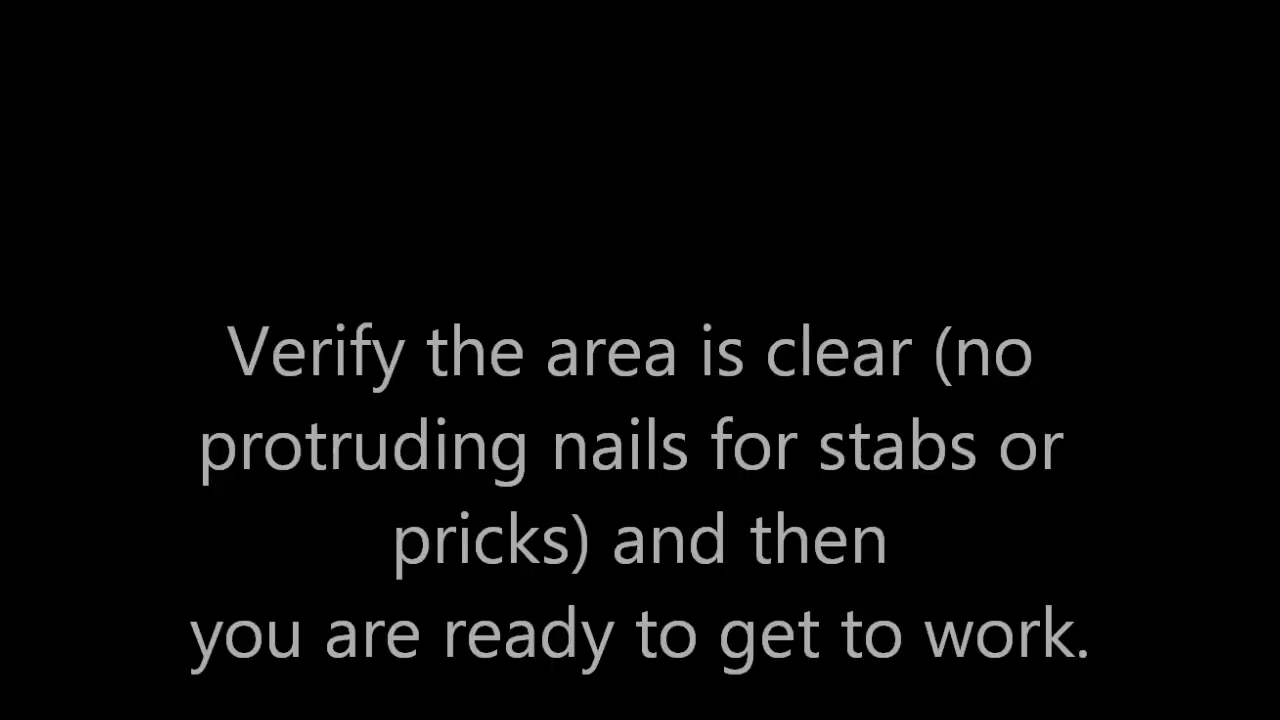 Verify the area is clear (no
protruding nails for stabs or
pricks) and then
you are ready to get to work.